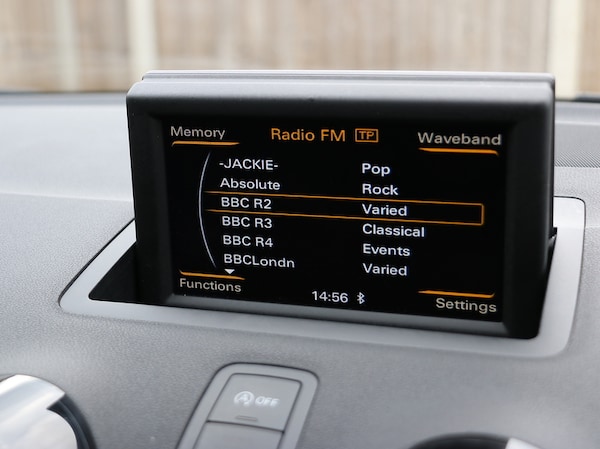 Memory Radio FM TP Waveband
-JACKIE- Pop
Absolute Rock
BBC R2 Varied
BBC R3 Classical
BBC R4 Events
BBCLondn Varied
Functions 14:56 Settings
A OFF